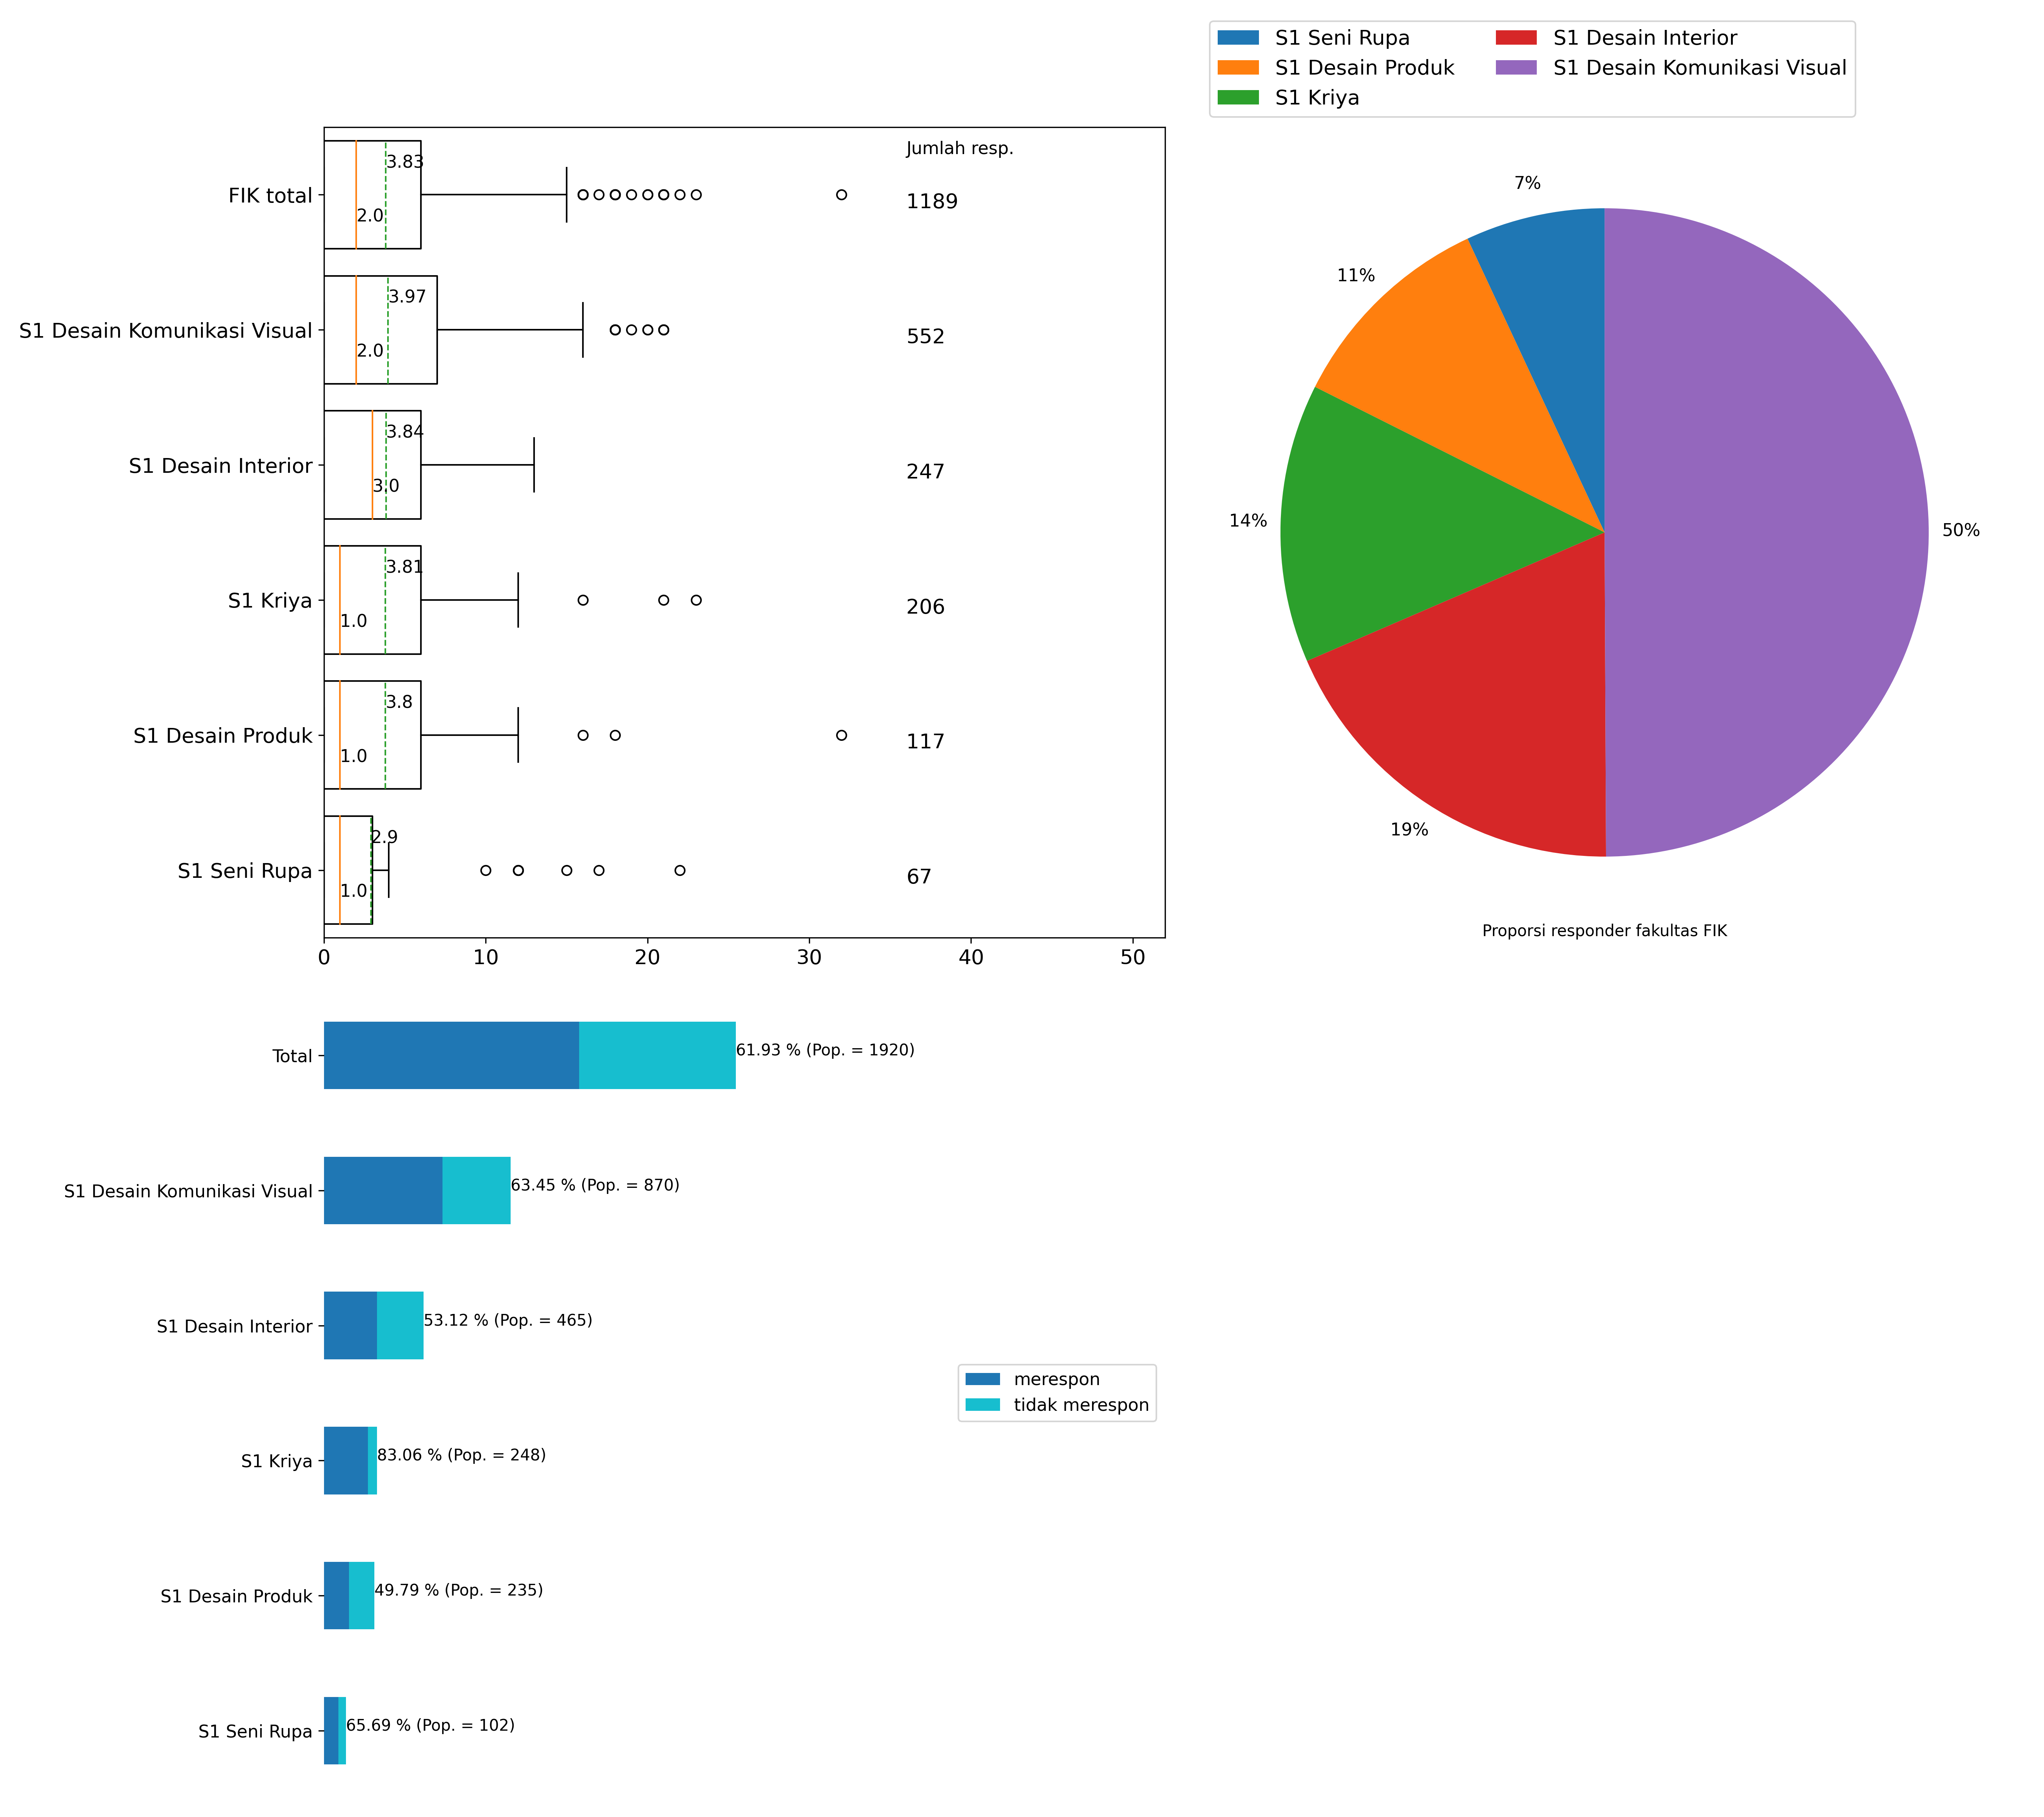 S1 Seni Rupa
S1 Desain Produk
S1 Kriya
S1 Desain Interior
S1 Desain Komunikasi Visual
Jumlah resp.
FIK total
3.83
2.0
1189
S1 Desain Komunikasi Visual
3.97
2.0
552
S1 Desain Interior
3.84
3.0
247
S1 Kriya
3.81
1.0
206
S1 Desain Produk
3.8
1.0
117
S1 Seni Rupa
2.9
1.0
67
0 10 20 30 40 50
7%
11%
14%
19%
50%
Proporsi responder fakultas FIK
Total
61.93 % (Pop. = 1920)
S1 Desain Komunikasi Visual
63.45 % (Pop. = 870)
S1 Desain Interior
53.12 % (Pop. = 465)
merespon
tidak merespon
S1 Kriya
83.06 % (Pop. = 248)
S1 Desain Produk
49.79 % (Pop. = 235)
S1 Seni Rupa
65.69 % (Pop. = 102)